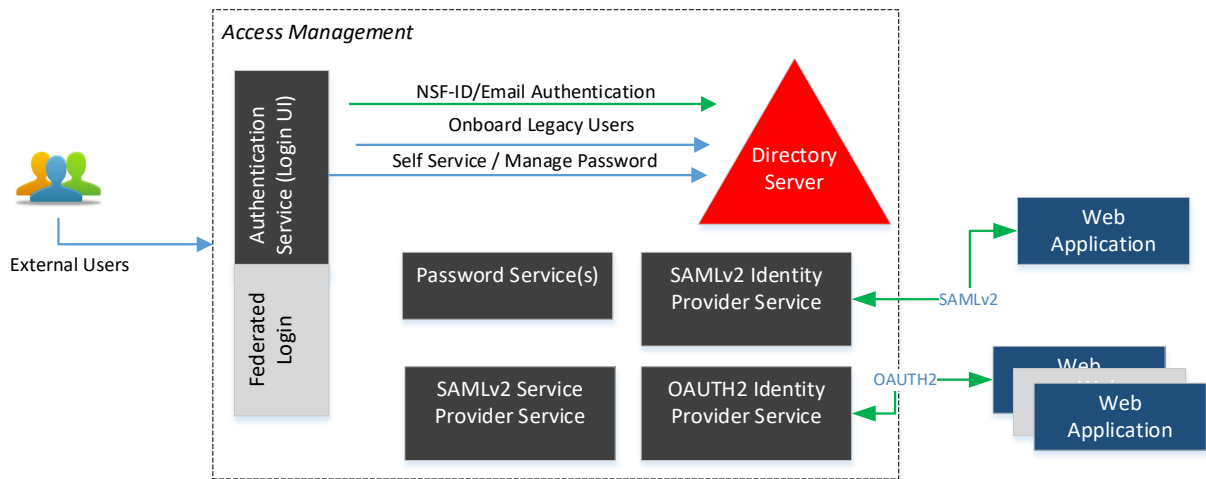 Access Management
Authentication
Service (Login UI)
Federated
Login
NSF-ID/Email Authentication
Onboard Legacy Users
Self Service / Manage Password
Directory
Server
External Users
Password Service(s)
SAMLv2 Identity
Provider Service
SAMLv2 Service
Provider Service
OAUTH2 Identity
Provider Service
SAMLv2
OAUTH2
Web
Application
Web
Web
Application